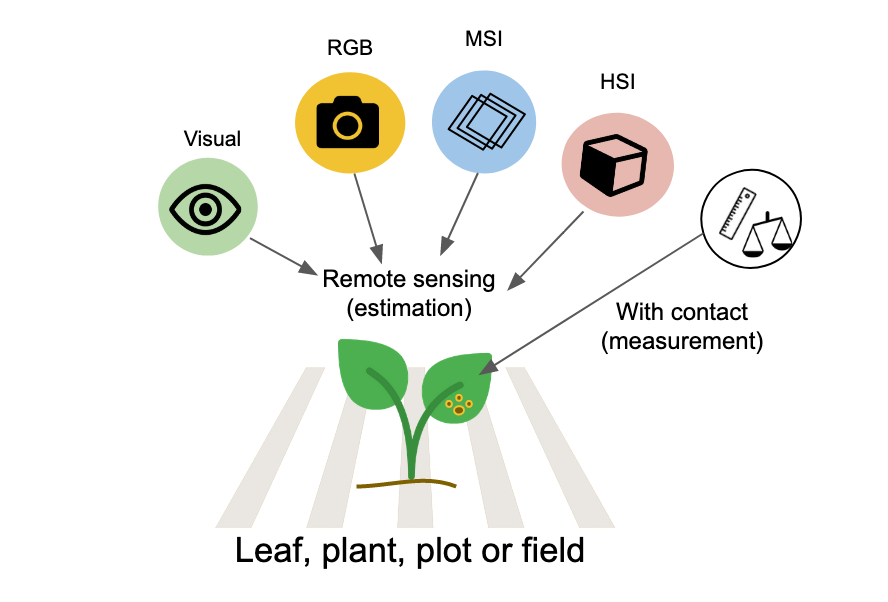 RGB
MSI
HSI
Visual
Remote sensing
(estimation)
With contact
(measurement)
Leaf, plant, plot or field